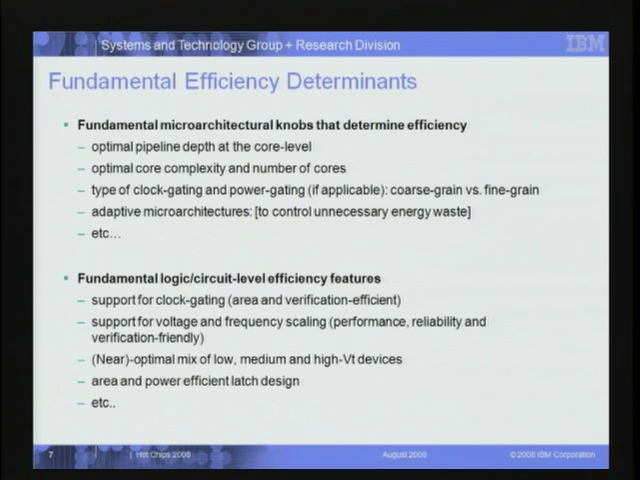 Systems and Technology Group + Research Division
IBM
Fundamental Efficiency Determinants
Fundamental microarchitectural knobs that determine efficiency
– optimal pipeline depth at the core-level
– optimal core complexity and number of cores
– type of clock-gating and power-gating (if applicable): coarse-grain vs. fine-grain
– adaptive microarchitectures: [to control unnecessary energy waste]
– etc…
Fundamental logic/circuit-level efficiency features
– support for clock-gating (area and verification-efficient)
– support for voltage and frequency scaling (performance, reliability and
verification-friendly)
– (Near)-optimal mix of low, medium and high-Vt devices
– area and power efficient latch design
– etc..
7 | Hot Chips 2008 August 2008 © 2008 IBM Corporation